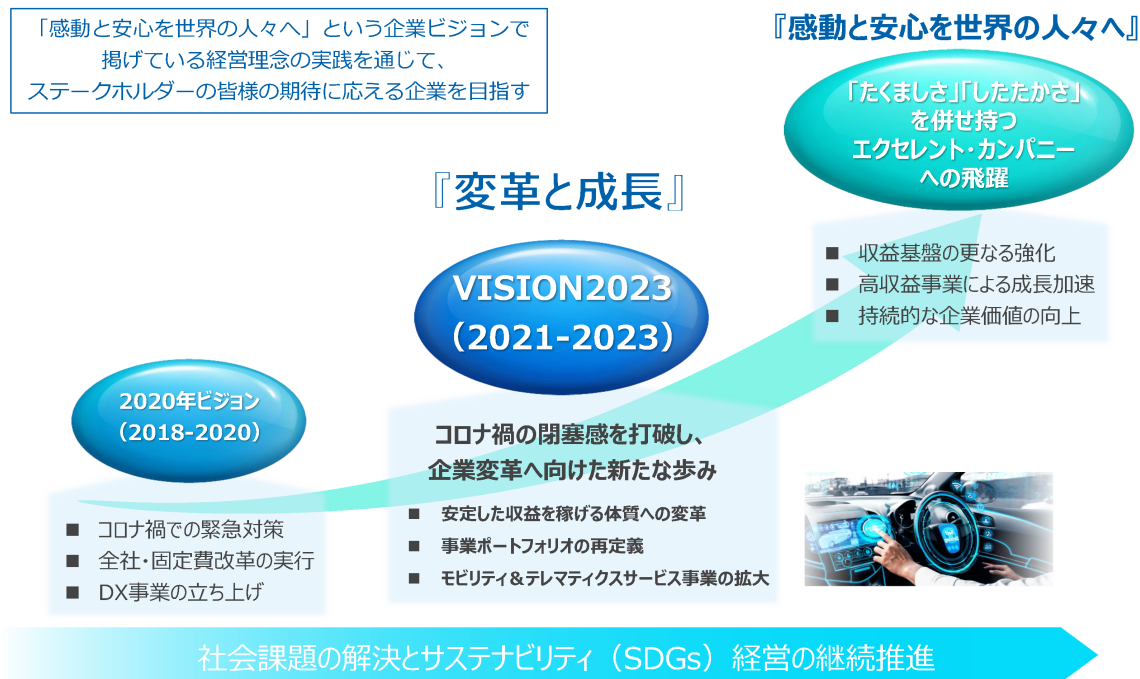 「感動と安心を世界の人々へ」という企業ビジョンで
掲げている経営理念の実践を通じて、
ステークホルダーの皆様の期待に応える企業を目指す
『感動と安心を世界の人々へ』
「たくましさ」「したたかさ」
を併せ持つ
エクセレント・カンパニー
への飛躍
■ 収益基盤の更なる強化
■ 高収益事業による成長加速
■ 持続的な企業価値の向上
『変革と成長』
VISION2023
（2021-2023）
コロナ禍の閉塞感を打破し、
企業変革へ向けた新たな歩み
■ 安定した収益を稼げる体質への変革
■ 事業ポートフォリオの再定義
■ モビリティ＆テレマティクスサービス事業の拡大
2020年ビジョン
（2018-2020）
■ コロナ禍での緊急対策
■ 全社・固定費改革の実行
■ DX事業の立ち上げ
社会課題の解決とサステナビリティ（SDGs）経営の継続推進